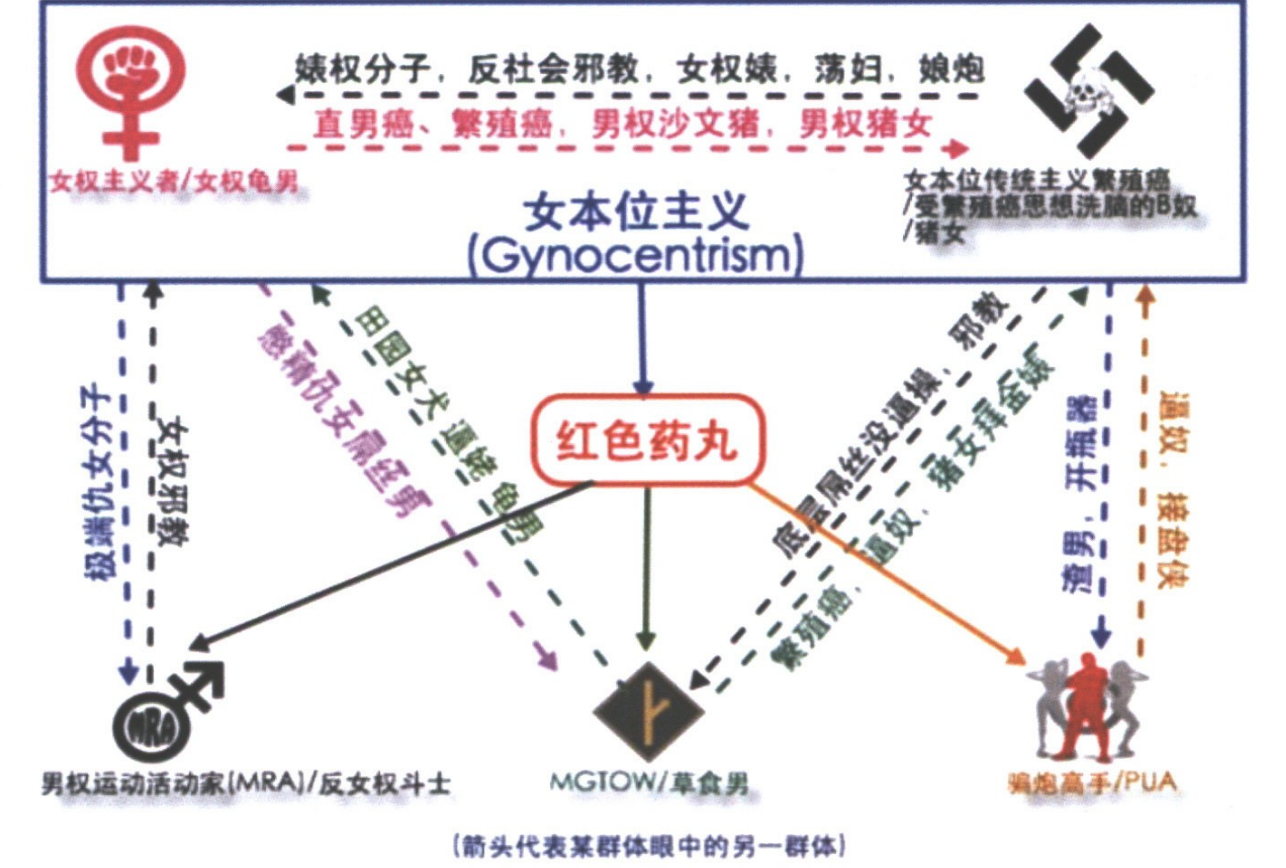 婊权分子，反社会邪教，女权婊，荡妇，娘炮
直男癌、繁殖癌，男权沙文猪，男权猪女
女权主义者/女权龟男
女本位传统主义繁殖癌
/受繁殖癌思想洗脑的B奴
/猪女
女本位主义
(Gynocentrism)
极端仇女分子
女权邪教
憋精仇女屌丝男
田园女犬 逼姥 龟男
红色药丸
底层屌丝没逼操，邪教
繁殖癌，逼奴，猪女拜金婊
渣男，开瓶器
逼奴，接盘侠
MRA
男权运动活动家(MRA)/反女权斗士
MGTOW/草食男
骗炮高手/PUA
(箭头代表某群体眼中的另一群体)